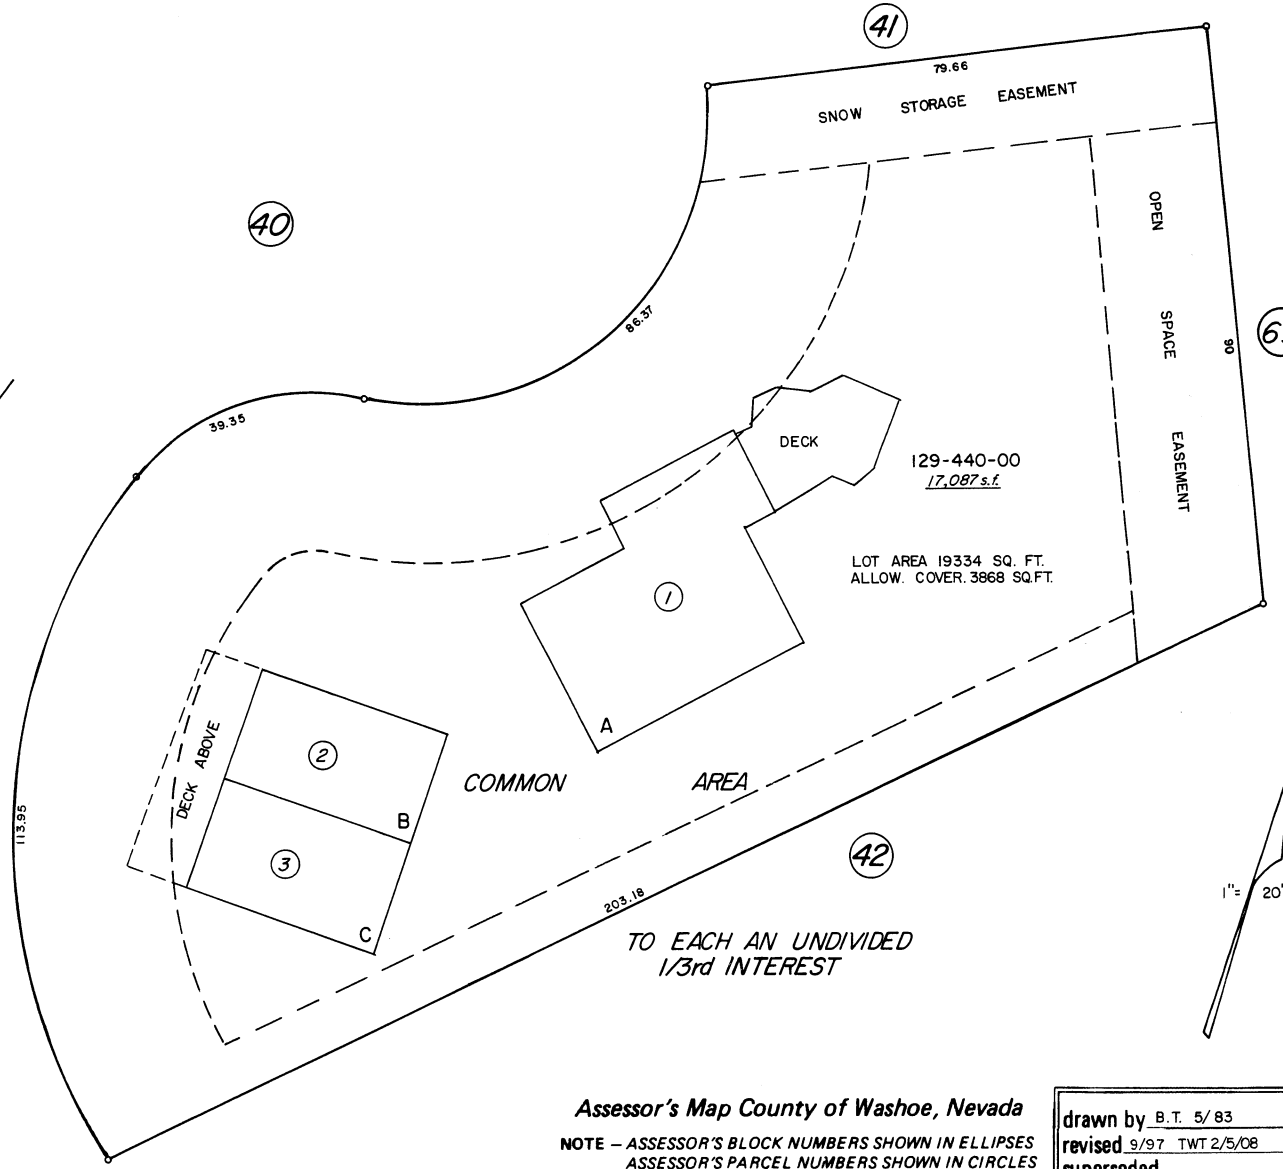 41
79.66
SNOW STORAGE EASEMENT
40
OPEN SPACE EASEMENT
86.37
90
39.35
DECK
129-440-00
17,087 s.f.
LOT AREA 19334 SQ. FT.
ALLOW. COVER. 3868 SQ.FT.
1
A
DECK ABOVE
2
B
3
C
COMMON AREA
113.95
42
203.18
1"= 20'
TO EACH AN UNDIVIDED
1/3rd INTEREST
Assessor's Map County of Washoe, Nevada
NOTE – ASSESSOR'S BLOCK NUMBERS SHOWN IN ELLIPSES
ASSESSOR'S PARCEL NUMBERS SHOWN IN CIRCLES
drawn by B.T. 5/83
revised 9/97 TWT 2/5/08
superseded